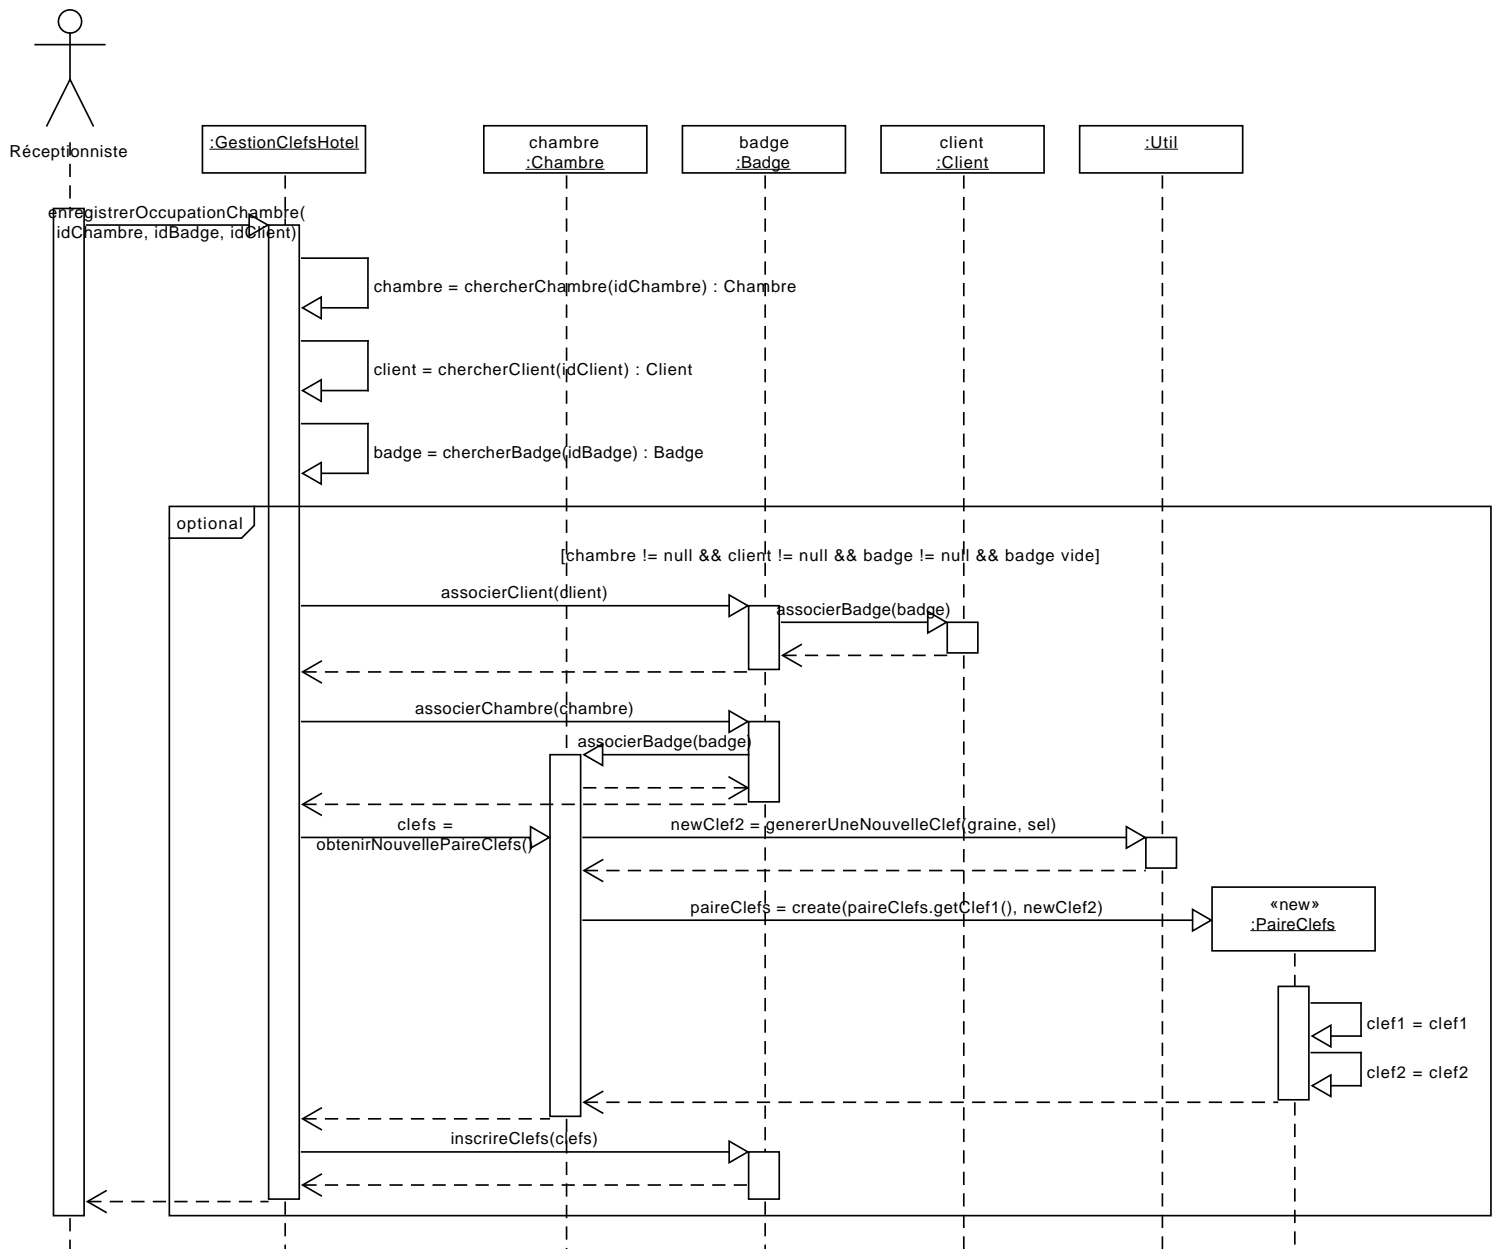 Réceptionniste
:GestionClefsHotel
chambre
:Chambre
badge
:Badge
client
:Client
:Util
enregistrerOccupationChambre(
idChambre, idBadge, idClient)
chambre = chercherChambre(idChambre) : Chambre
client = chercherClient(idClient) : Client
badge = chercherBadge(idBadge) : Badge
optional
[chambre != null && client != null && badge != null && badge vide]
associerClient(client)
associerBadge(badge)
associerChambre(chambre)
associerBadge(badge)
clefs =
obtenirNouvellePaireClefs()
newClef2 = genererUneNouvelleClef(graine, sel)
paireClefs = create(paireClefs.getClef1(), newClef2)
«new»
:PaireClefs
clef1 = clef1
clef2 = clef2
inscrireClefs(clefs)